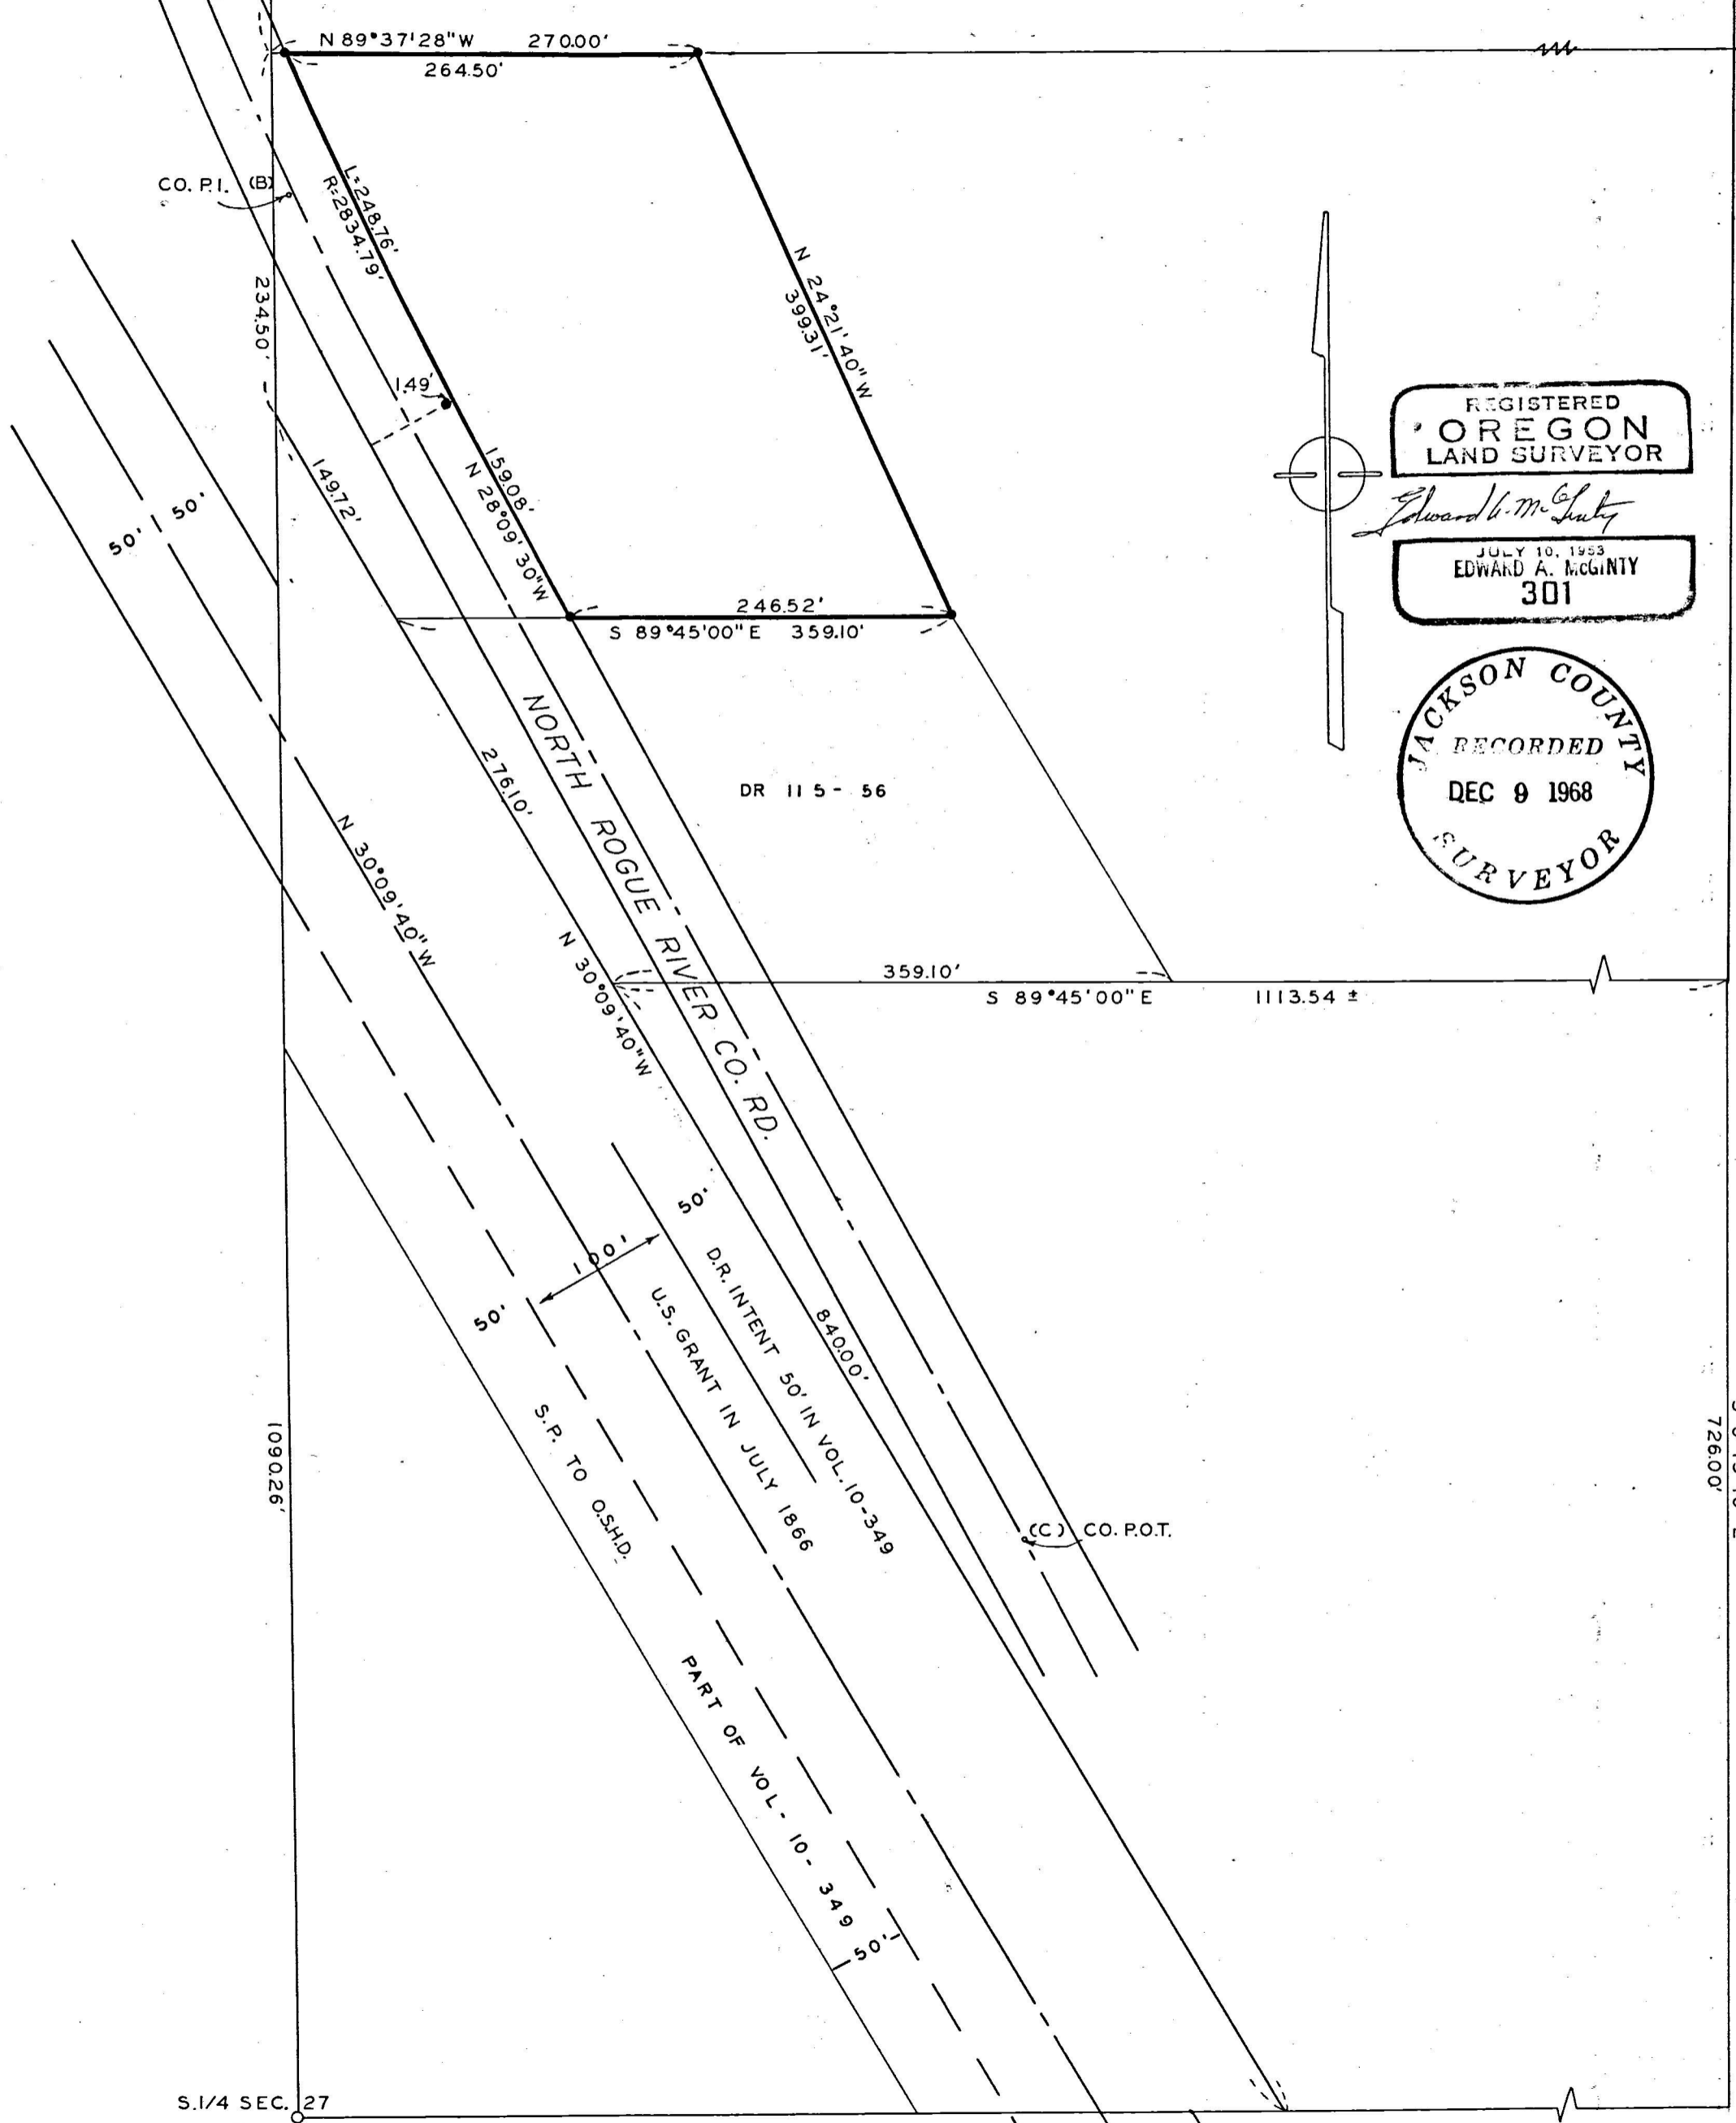 N 89°37'28"W 270.00'
264.50'
CO. P.I. (B)
L=248.76'
R=2834.79'
234.50'
N 24°21'40"W
399.31'
1.49'
149.72'
159.08'
N 28°09'30"W
50' 50'
246.52'
S 89°45'00"E 359.10'
REGISTERED
OREGON
LAND SURVEYOR
Edward A. McGinty
JULY 10, 1953
EDWARD A. McGINTY
301
JACKSON COUNTY
RECORDED
DEC 9 1968
SURVEYOR
NORTH ROGUE RIVER CO. RD.
276.10'
DR 115-56
N 30°09'40"W
N 30°09'40"W
359.10'
S 89°45'00"E 1113.54 ±
50'
100'
50'
D.R. INTENT 50' IN VOL. 10-349
U.S. GRANT IN JULY 1866
840.00'
S.P. TO O.S.H.D.
1090.26'
726.00'
(C) CO. P.O.T.
PART OF VOL - 10 - 349
50'
S.1/4 SEC. 27